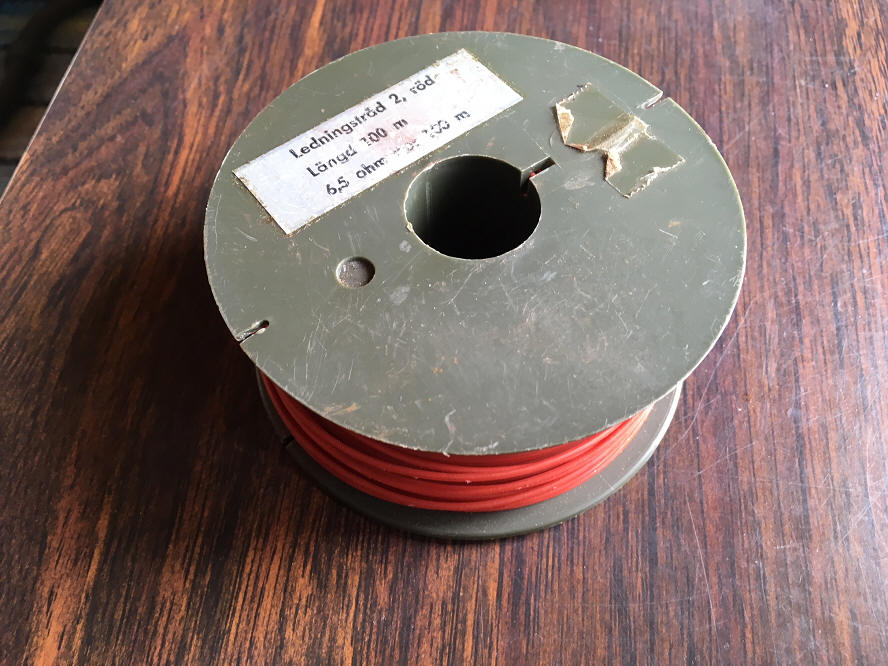 Ledningstråd 2, röd
Längd 100 m
6,5 ohm 100 m